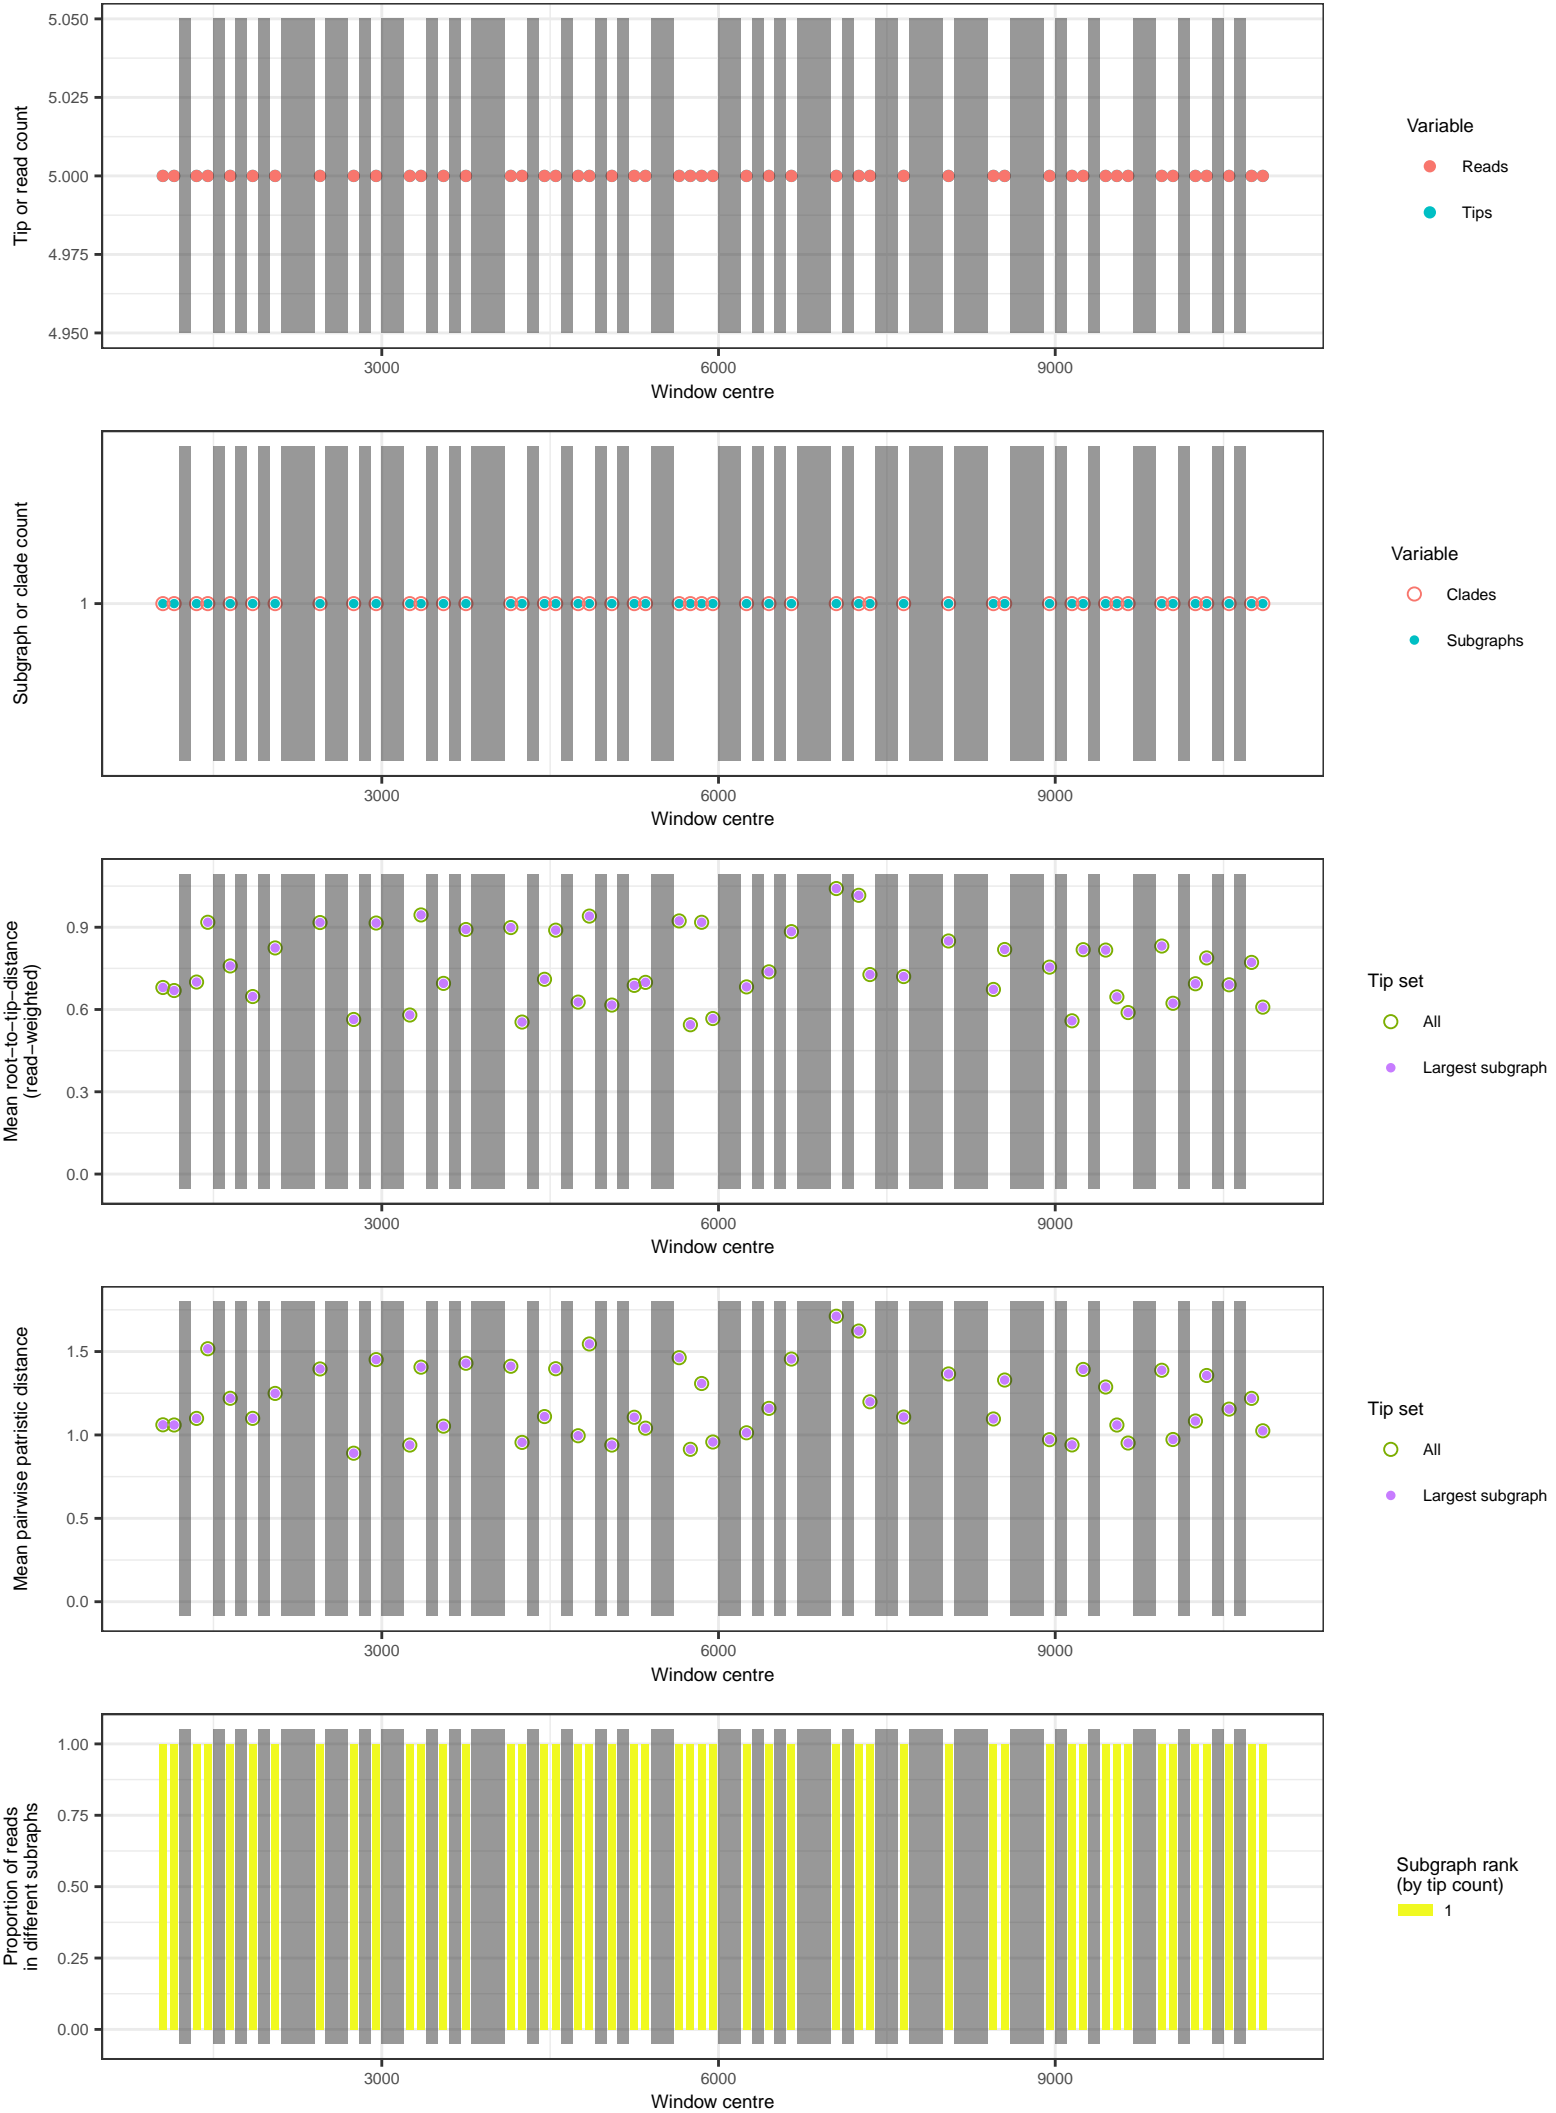 5.050
5.025
5.000
4.975
4.950
Tip or read count
3000
6000
9000
Window centre
Variable
Reads
Tips
1
Subgraph or clade count
3000
6000
9000
Window centre
Variable
Clades
Subgraphs
0.9
0.6
0.3
0.0
Mean root−to−tip−distance
(read−weighted)
3000
6000
9000
Window centre
Tip set
All
Largest subgraph
1.5
1.0
0.5
0.0
Mean pairwise patristic distance
3000
6000
9000
Window centre
Tip set
All
Largest subgraph
1.00
0.75
0.50
0.25
0.00
Proportion of reads
in different subraphs
3000
6000
9000
Window centre
Subgraph rank
(by tip count)
1